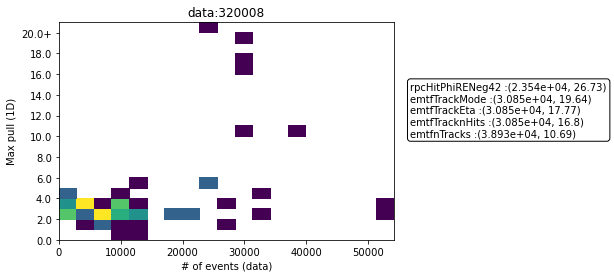 data:320008
Max pull (1D)
20.0+
18.0
16.0
14.0
12.0
10.0
8.0
6.0
4.0
2.0
0.0
0 10000 20000 30000 40000 50000
# of events (data)
rpcHitPhiRENeg42 :(2.354e+04, 26.73)
emtfTrackMode :(3.085e+04, 19.64)
emtfTrackEta :(3.085e+04, 17.77)
emtfTracknHits :(3.085e+04, 16.8)
emtfnTracks :(3.893e+04, 10.69)